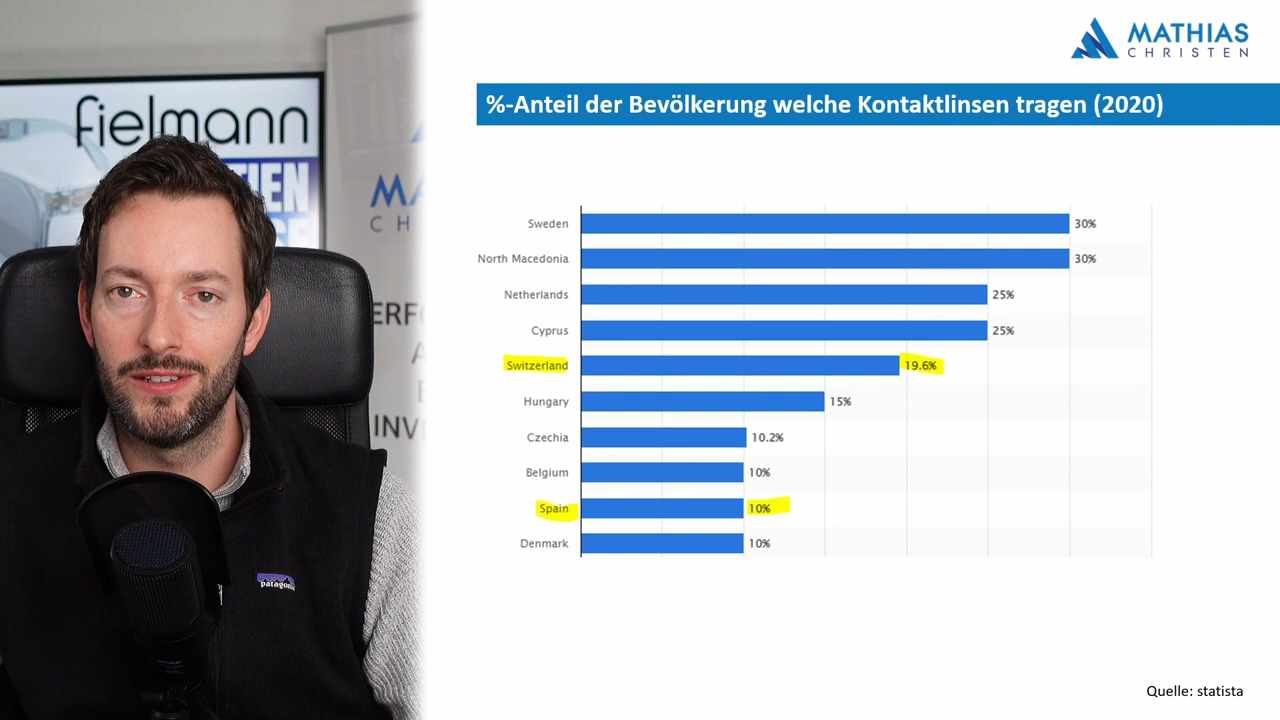 MATHIAS
CHRISTEN
%-Anteil der Bevölkerung welche Kontaktlinsen tragen (2020)
fielmann
Sweden 30%
North Macedonia 30%
Netherlands 25%
Cyprus 25%
Switzerland 19.6%
Hungary 15%
Czechia 10.2%
Belgium 10%
Spain 10%
Denmark 10%
patagonia
Quelle: statista